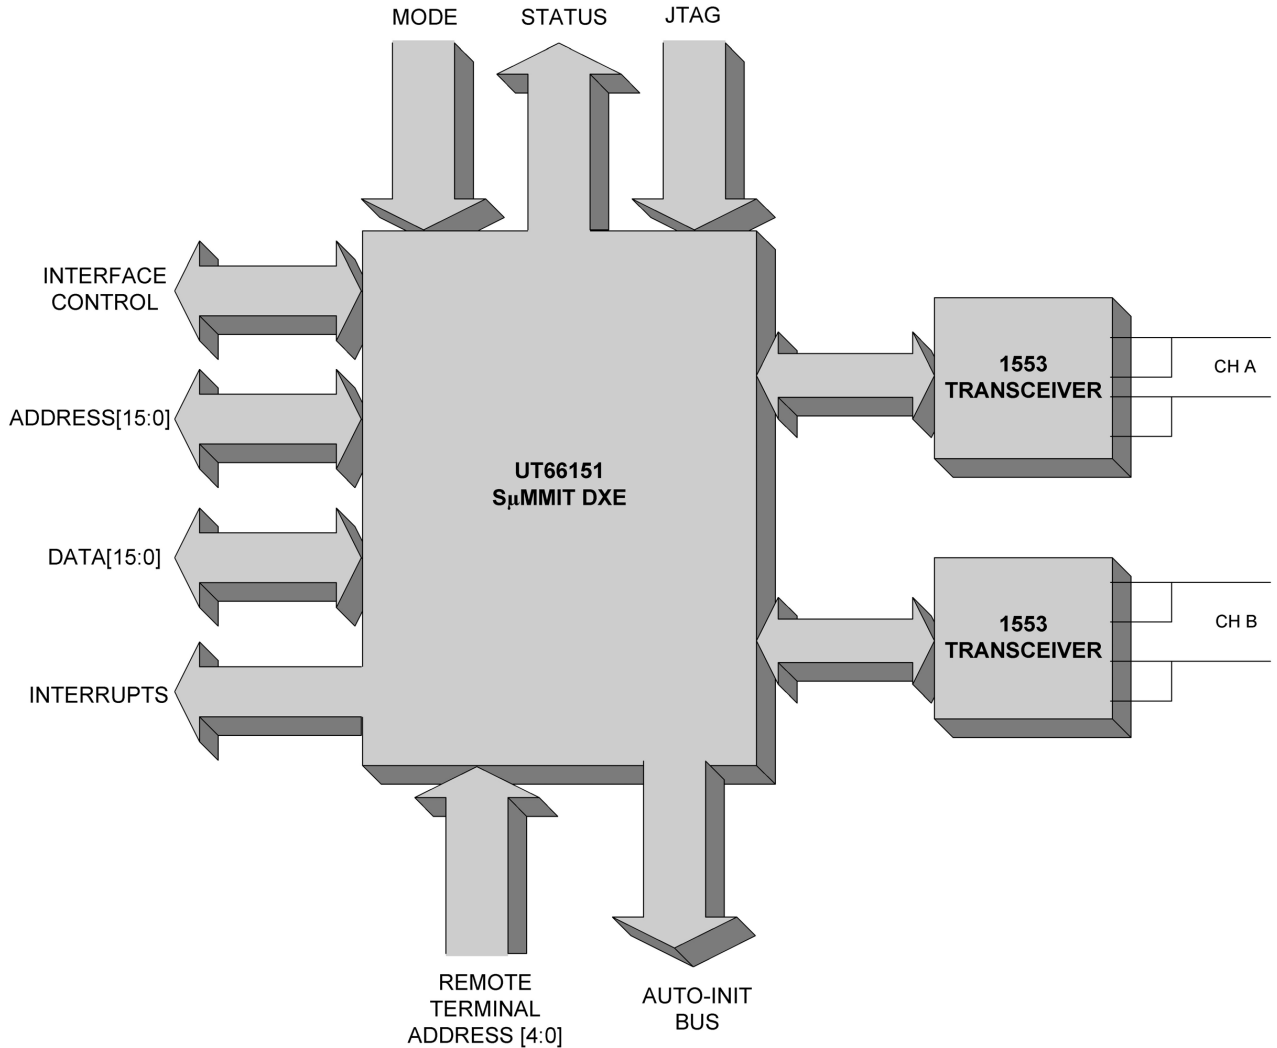 MODE
STATUS
JTAG
INTERFACE
CONTROL
ADDRESS[15:0]
DATA[15:0]
INTERRUPTS
UT66151
SμMMIT DXE
1553
TRANSCEIVER
CH A
1553
TRANSCEIVER
CH B
REMOTE
TERMINAL
ADDRESS [4:0]
AUTO-INIT
BUS